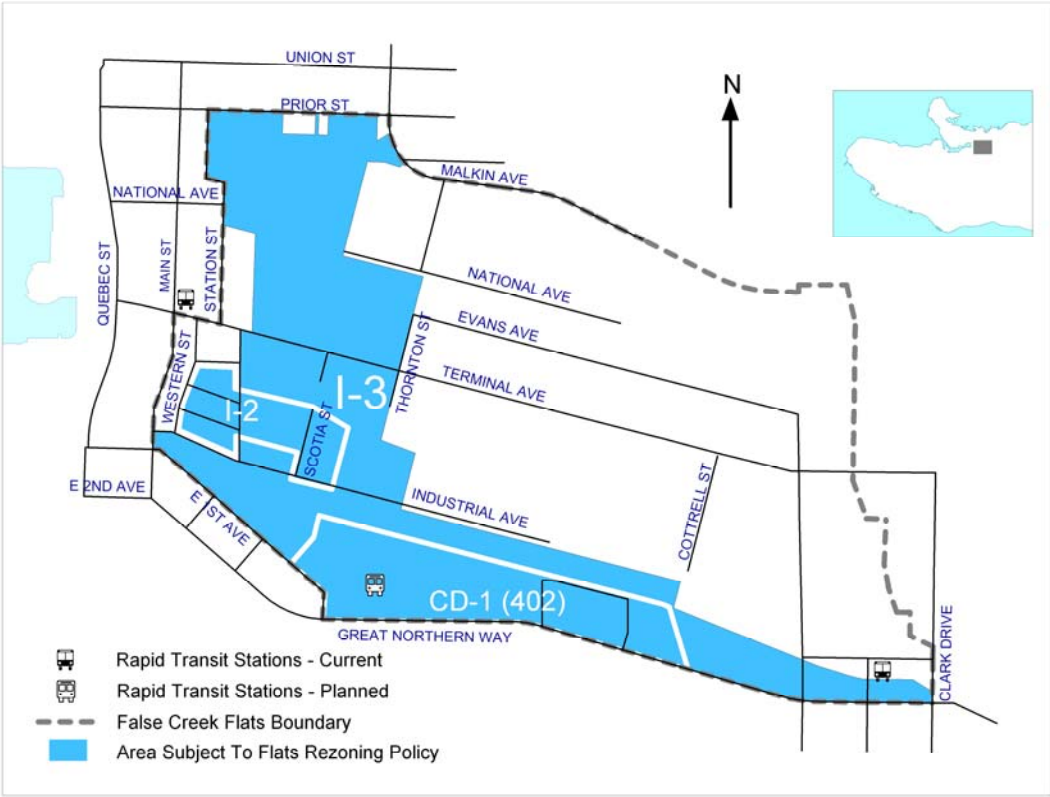 UNION ST
PRIOR ST
N
MALKIN AVE
NATIONAL AVE
QUEBEC ST
MAIN ST
STATION ST
NATIONAL AVE
EVANS AVE
THORNTON ST
TERMINAL AVE
WESTERN ST
I-3
I-2
SCOTIA ST
E 2ND AVE
E 1ST AVE
INDUSTRIAL AVE
COTTRELL ST
CD-1 (402)
GREAT NORTHERN WAY
CLARK DRIVE
Rapid Transit Stations - Current
Rapid Transit Stations - Planned
False Creek Flats Boundary
Area Subject To Flats Rezoning Policy